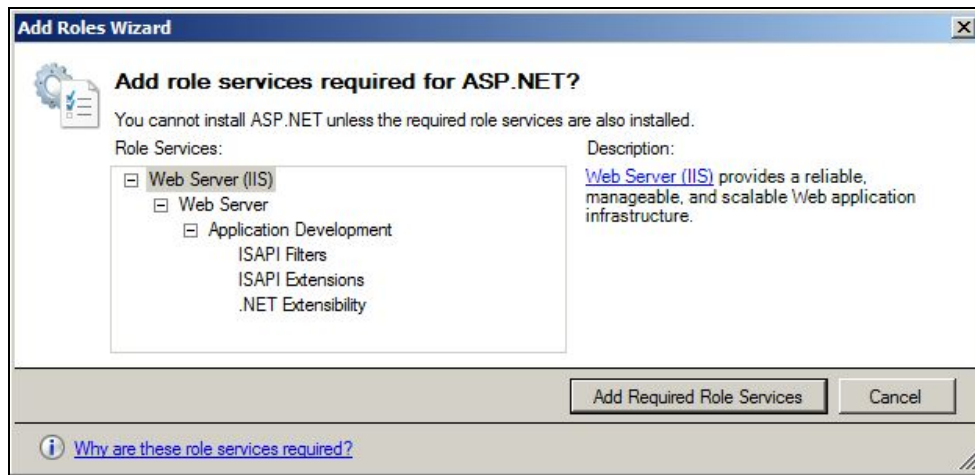 Add Roles Wizard
Add role services required for ASP.NET?
You cannot install ASP.NET unless the required role services are also installed.
Role Services:
Web Server (IIS)
Web Server
Application Development
ISAPI Filters
ISAPI Extensions
.NET Extensibility
Description:
Web Server (IIS) provides a reliable,
manageable, and scalable Web application
infrastructure.
Add Required Role Services
Cancel
Why are these role services required?